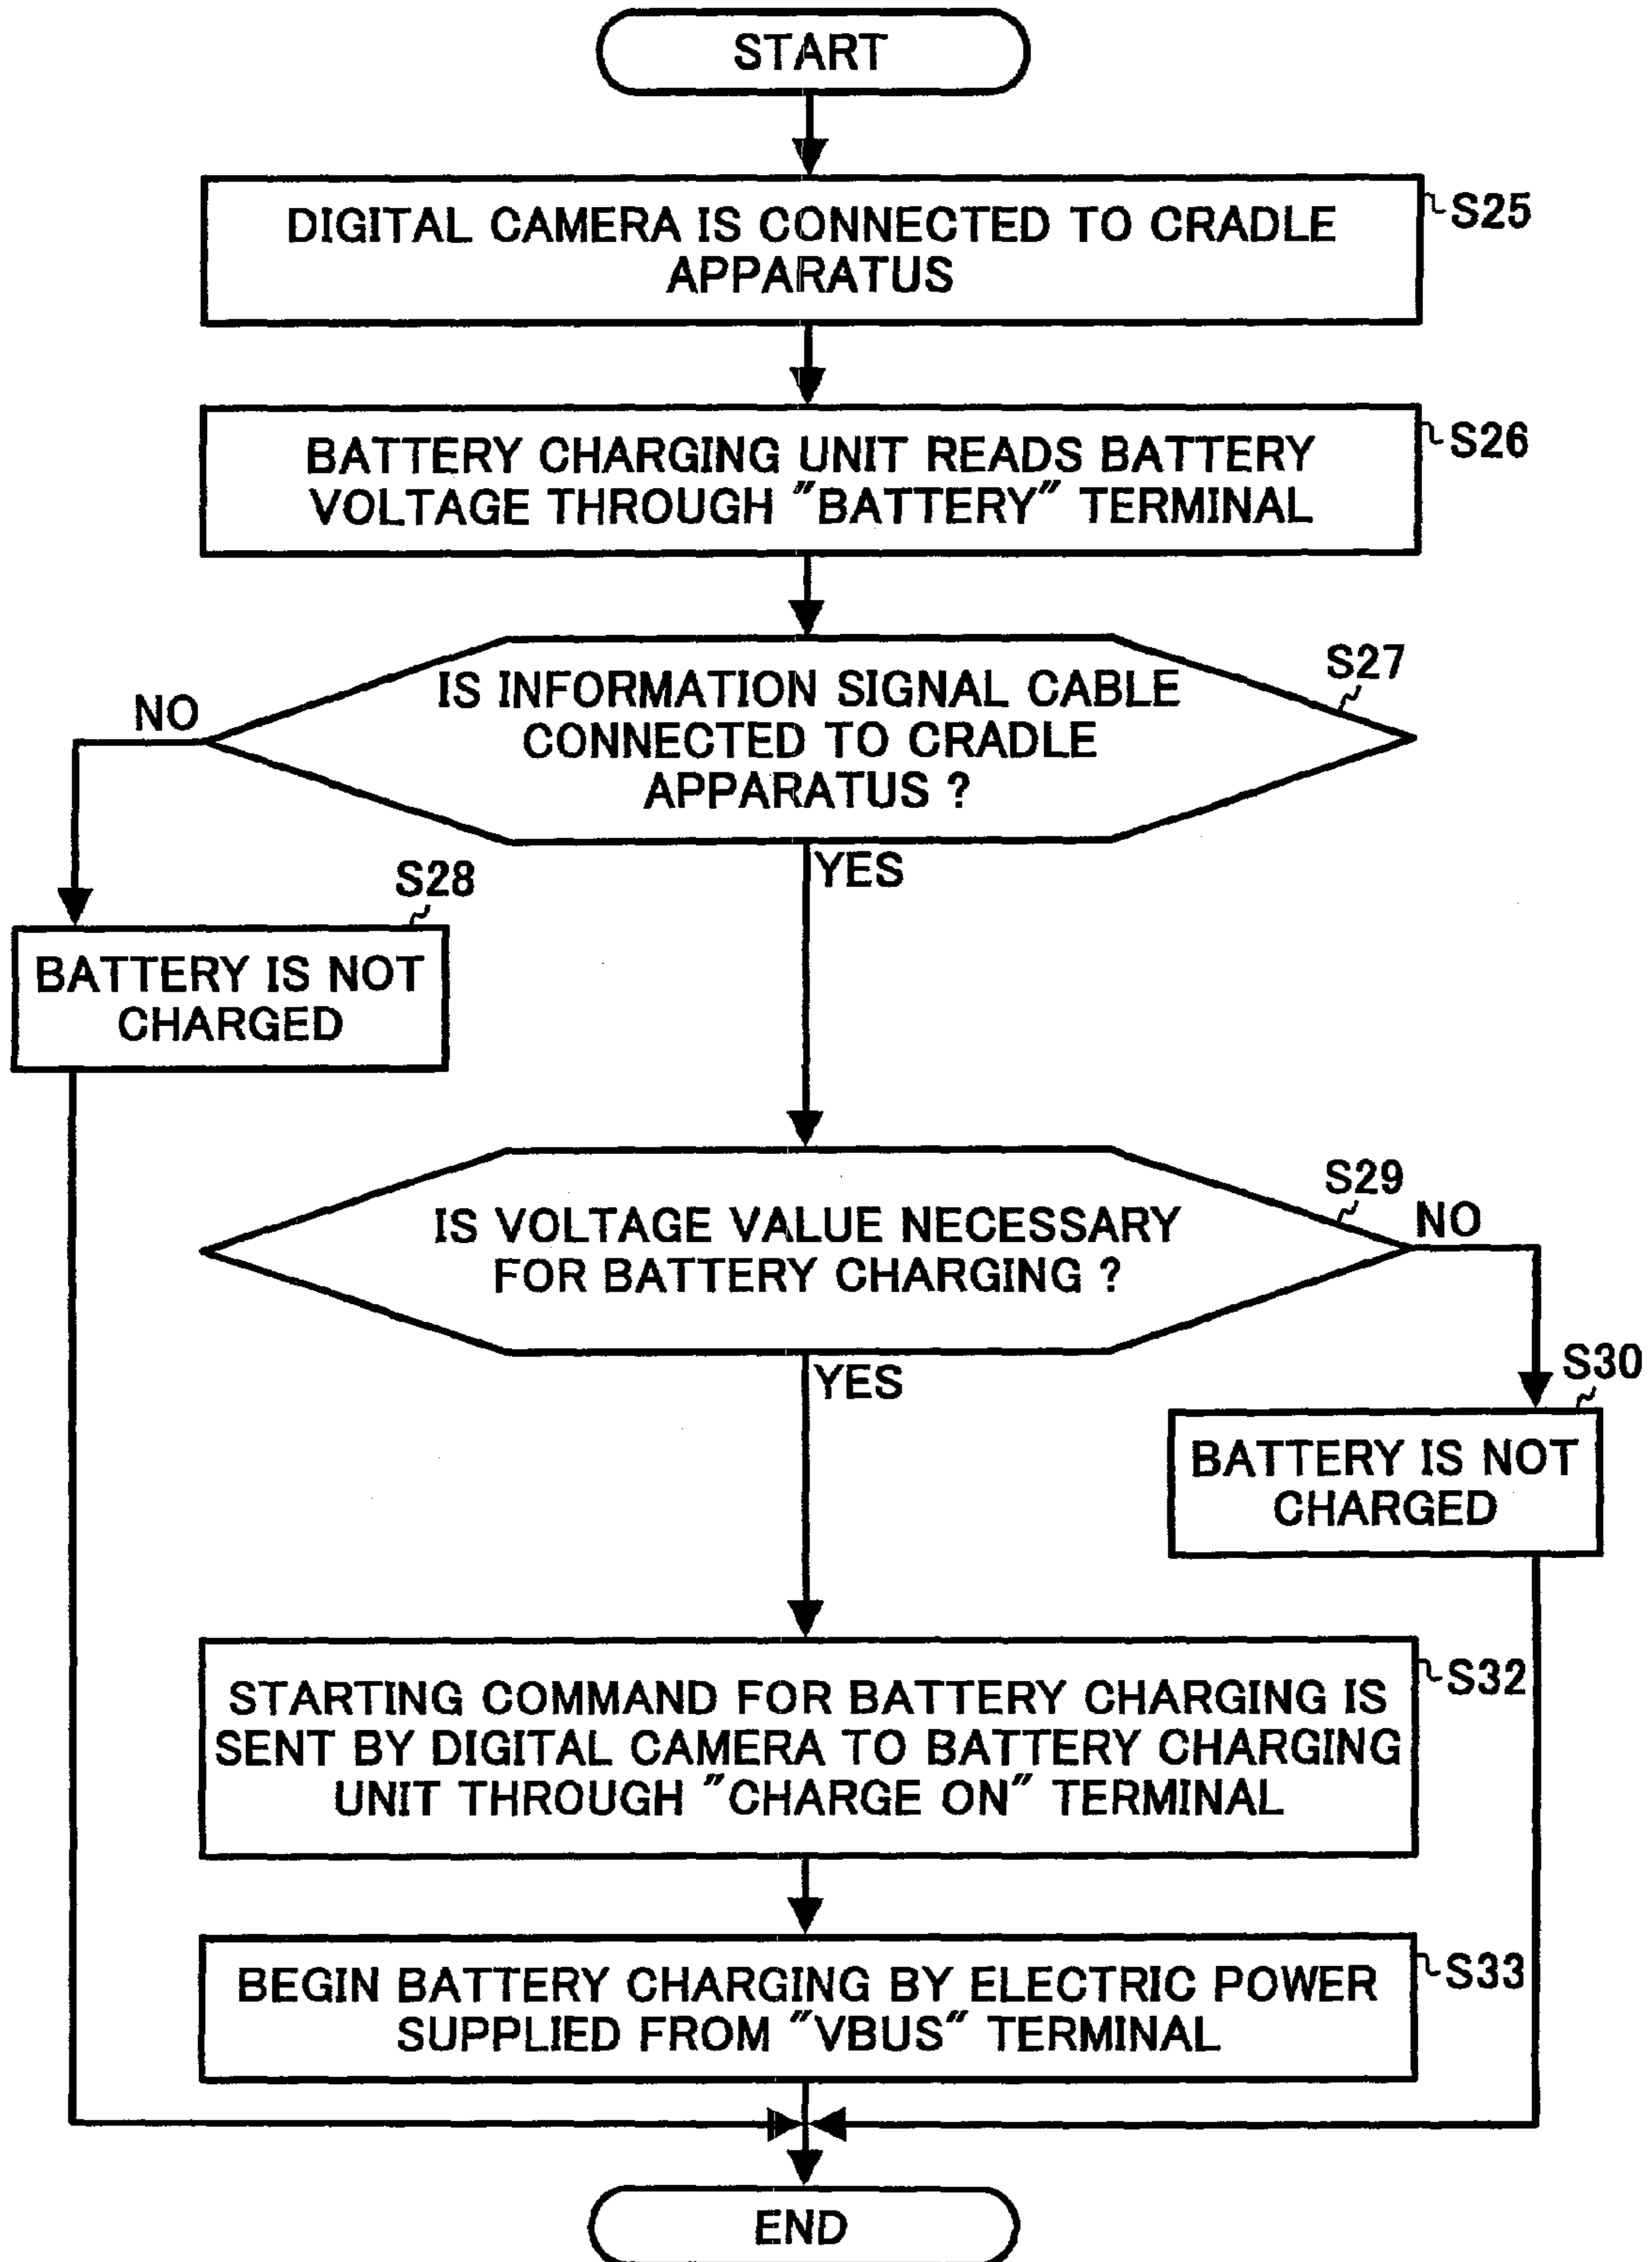 START
DIGITAL CAMERA IS CONNECTED TO CRADLE
APPARATUS
S25
BATTERY CHARGING UNIT READS BATTERY
VOLTAGE THROUGH "BATTERY" TERMINAL
S26
IS INFORMATION SIGNAL CABLE
CONNECTED TO CRADLE
APPARATUS ?
S27
NO
YES
S28
BATTERY IS NOT
CHARGED
IS VOLTAGE VALUE NECESSARY
FOR BATTERY CHARGING ?
S29
NO
YES
S30
BATTERY IS NOT
CHARGED
STARTING COMMAND FOR BATTERY CHARGING IS
SENT BY DIGITAL CAMERA TO BATTERY CHARGING
UNIT THROUGH "CHARGE ON" TERMINAL
S32
BEGIN BATTERY CHARGING BY ELECTRIC POWER
SUPPLIED FROM "VBUS" TERMINAL
S33
END